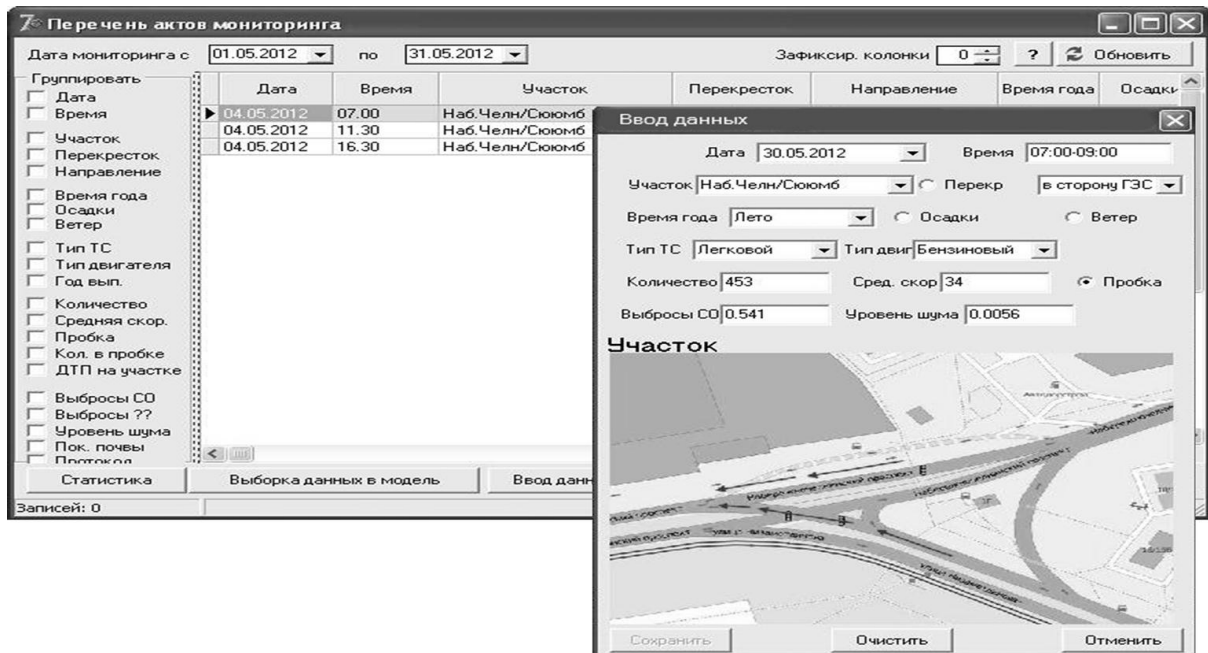 Перечень актов мониторинга
Дата мониторинга с 01.05.2012 по 31.05.2012 Зафиксир. колонки 0 ? Обновить
Группировать
Дата
Время
Участок
Перекресток
Направление
Время года
Осадки
Ветер
Тип ТС
Тип двигателя
Год вып.
Количество
Средняя скор.
Пробка
Кол. в пробке
ДТП на участке
Выбросы CO
Выбросы ??
Уровень шума
Пок. почвы
Протокол
Дата Время Участок Перекресток Направление Время года Осадки
04.05.2012 07.00 Наб.Челн/Сююмб
04.05.2012 11.30 Наб.Челн/Сююмб
04.05.2012 16.30 Наб.Челн/Сююмб
Статистика Выборка данных в модель Ввод данн
Записей: 0
Ввод данных
Дата 30.05.2012 Время 07:00-09:00
Участок Наб.Челн/Сююмб Перекр в сторону ГЭС
Время года Лето Осадки Ветер
Тип ТС Легковой Тип двиг Бензиновый
Количество 453 Сред. скор 34 Пробка
Выбросы CO 0.541 Уровень шума 0.0056
Участок
Сохранить Очистить Отменить